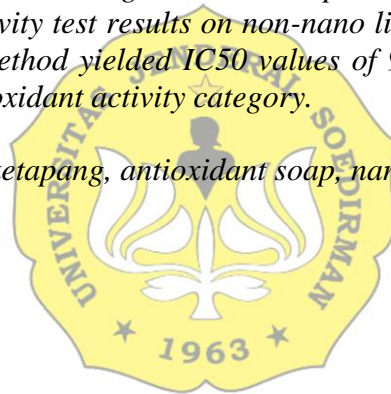 vity test results on non-nano li
ethod yielded IC50 values of
oxidant activity category.
etapang, antioxidant soap, nan
UNIVERSITAS JENDERAL SOEDIRMAN
1963